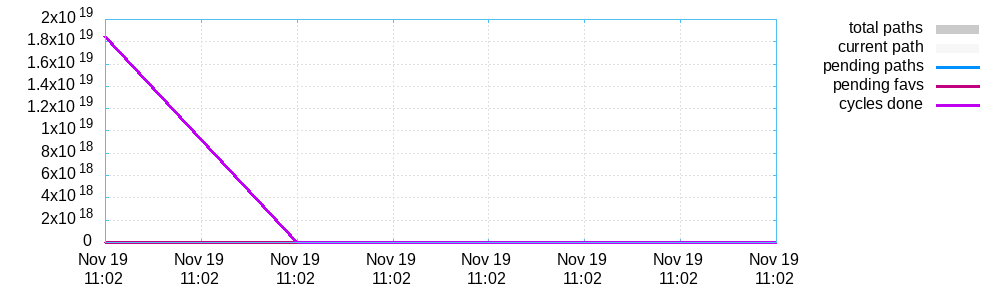 2x10 19
1.8x10 19
1.6x10 19
1.4x10 19
1.2x10 19
1x10 19
8x10 18
6x10 18
4x10 18
2x10 18
0
Nov 19 Nov 19 Nov 19 Nov 19 Nov 19 Nov 19 Nov 19 Nov 19
11:02 11:02 11:02 11:02 11:02 11:02 11:02 11:02
total paths
current path
pending paths
pending favs
cycles done